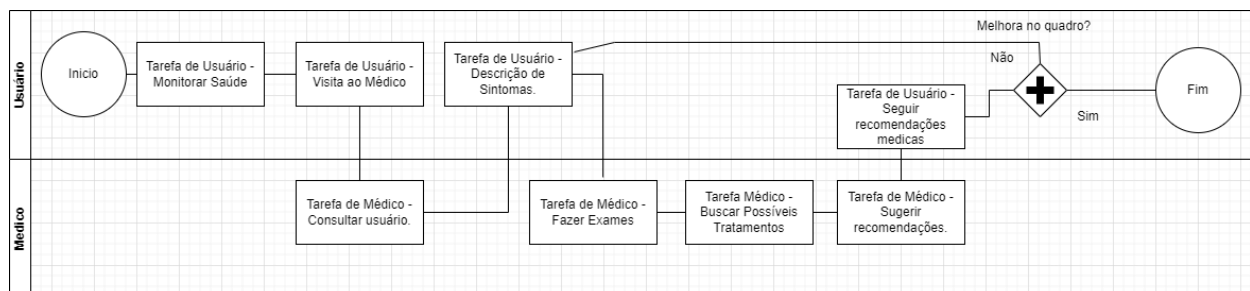 Usuário
Inicio
Tarefa de Usuário -
Monitorar Saúde
Tarefa de Usuário -
Visita ao Médico
Tarefa de Usuário -
Descrição de
Sintomas.
Melhora no quadro?
Não
Sim
Fim
Tarefa de Usuário -
Seguir
recomendações
medicas
Medico
Tarefa de Médico -
Consultar usuário.
Tarefa de Médico -
Fazer Exames
Tarefa Médico -
Buscar Possíveis
Tratamentos
Tarefa de Médico -
Sugerir
recomendações.